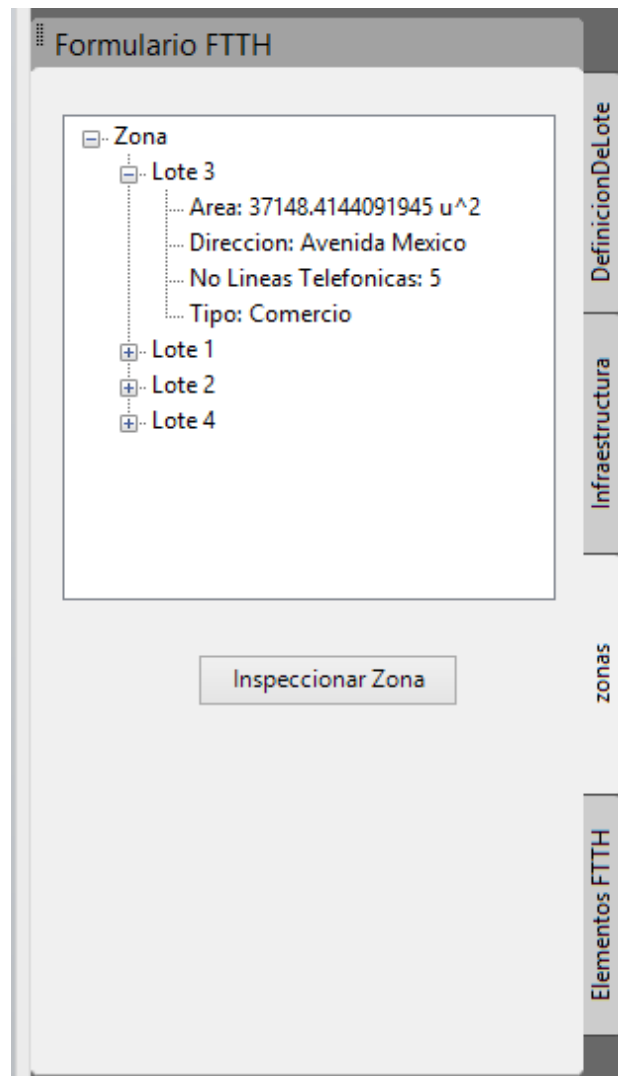 Formulario FTTH
Zona
Lote 3
Area: 37148.4144091945 u^2
Direccion: Avenida Mexico
No Lineas Telefonicas: 5
Tipo: Comercio
Lote 1
Lote 2
Lote 4
Inspeccionar Zona
DefinicionDeLote
Infraestructura
zonas
Elementos FTTH